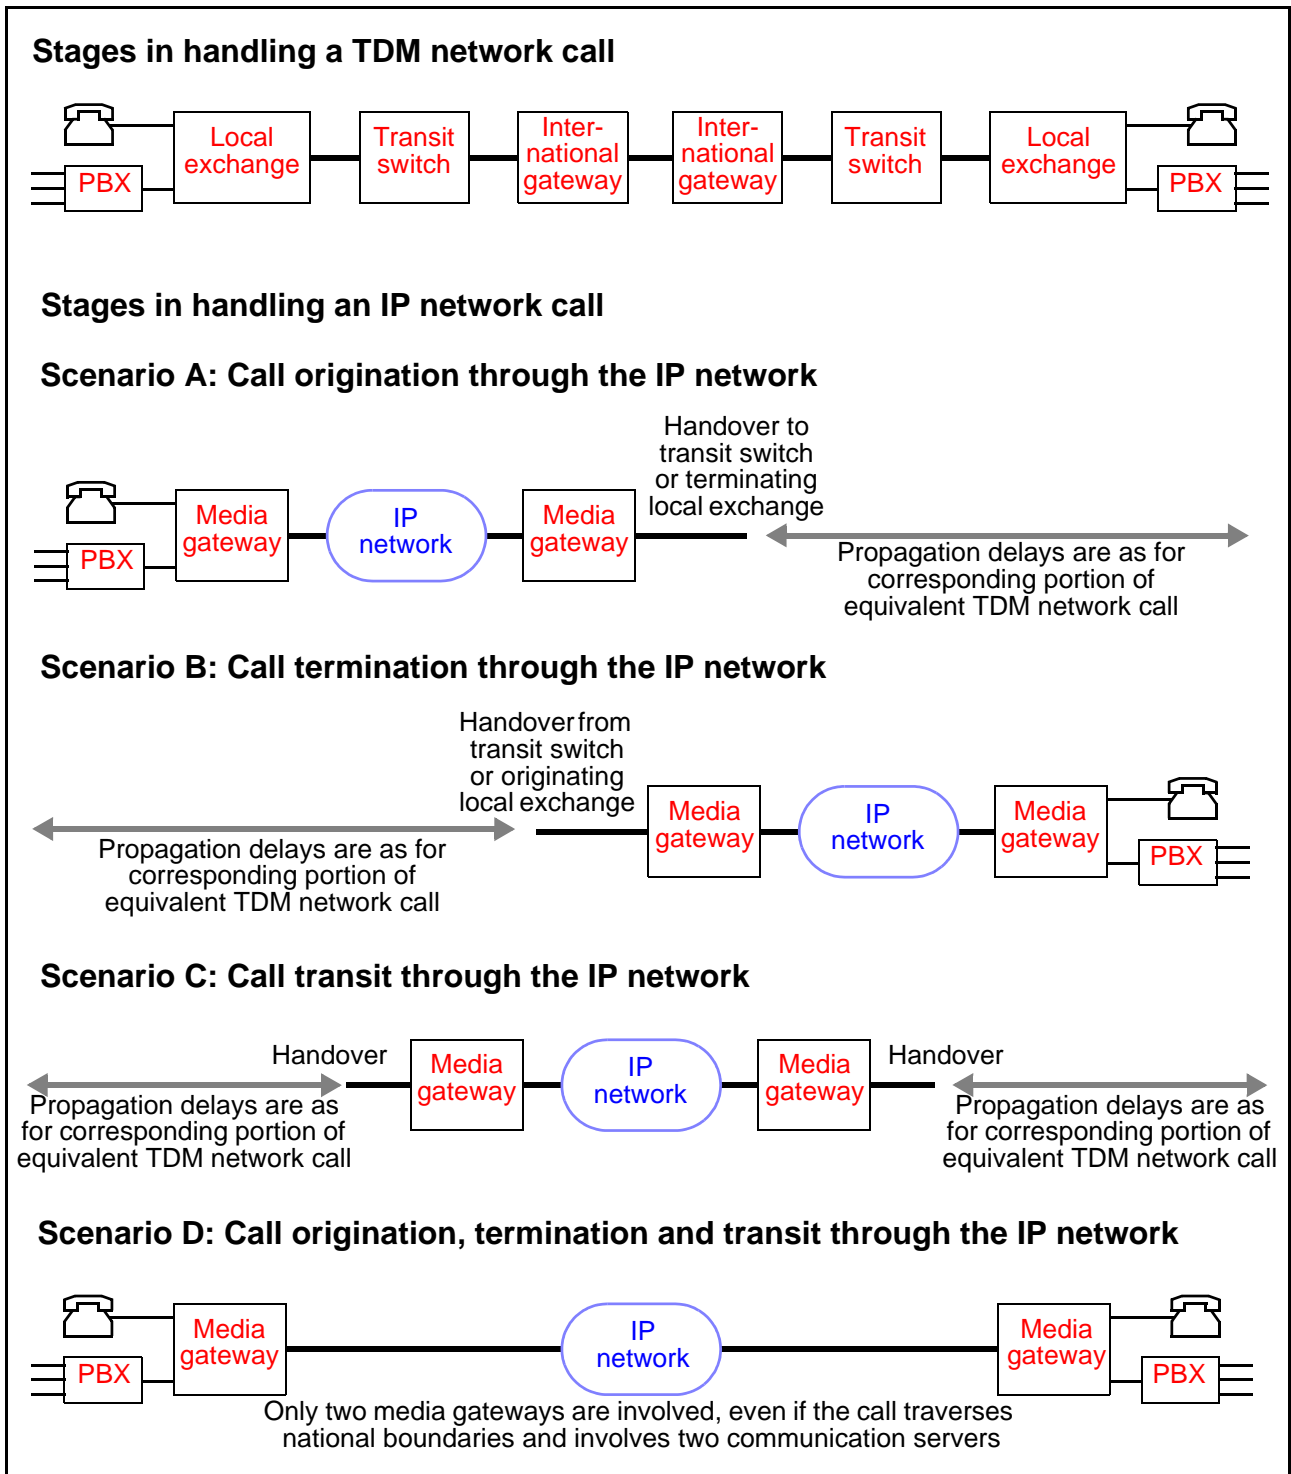 Stages in handling a TDM network call
Local
exchange
Transit
switch
Inter-
national
gateway
Inter-
national
gateway
Transit
switch
Local
exchange
PBX
PBX
Stages in handling an IP network call
Scenario A: Call origination through the IP network
Handover to
transit switch
or terminating
local exchange
Media
gateway
IP
network
Media
gateway
PBX
Propagation delays are as for
corresponding portion of
equivalent TDM network call
Scenario B: Call termination through the IP network
Handover from
transit switch
or originating
local exchange
Propagation delays are as for
corresponding portion of
equivalent TDM network call
Media
gateway
IP
network
Media
gateway
PBX
Scenario C: Call transit through the IP network
Handover
Media
gateway
IP
network
Media
gateway
Handover
Propagation delays are as
for corresponding portion of
equivalent TDM network call
Propagation delays are as
for corresponding portion of
equivalent TDM network call
Scenario D: Call origination, termination and transit through the IP network
Media
gateway
IP
network
Media
gateway
PBX
PBX
Only two media gateways are involved, even if the call traverses
national boundaries and involves two communication servers